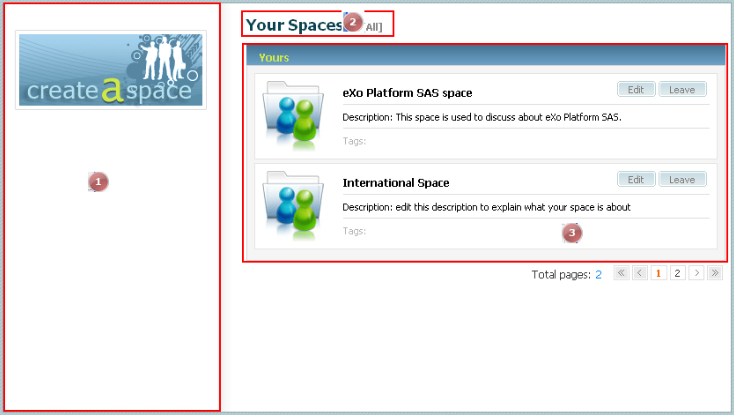 create a space
1
Your Spaces 2 All]
Yours
eXo Platform SAS space
Edit Leave
Description: This space is used to discuss about eXo Platform SAS.
Tags:
International Space
Edit Leave
Description: edit this description to explain what your space is about
Tags:
3
Total pages: 2 « < 1 2 > »